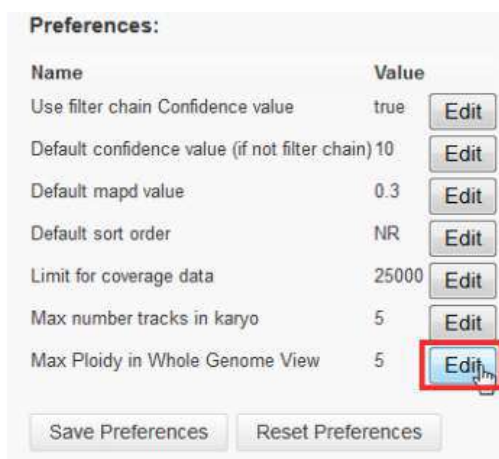 Preferences:
Name Value
Use filter chain Confidence value true Edit
Default confidence value (if not filter chain) 10 Edit
Default mapd value 0.3 Edit
Default sort order NR Edit
Limit for coverage data 25000 Edit
Max number tracks in karyo 5 Edit
Max Ploidy in Whole Genome View 5 Edit
Save Preferences Reset Preferences